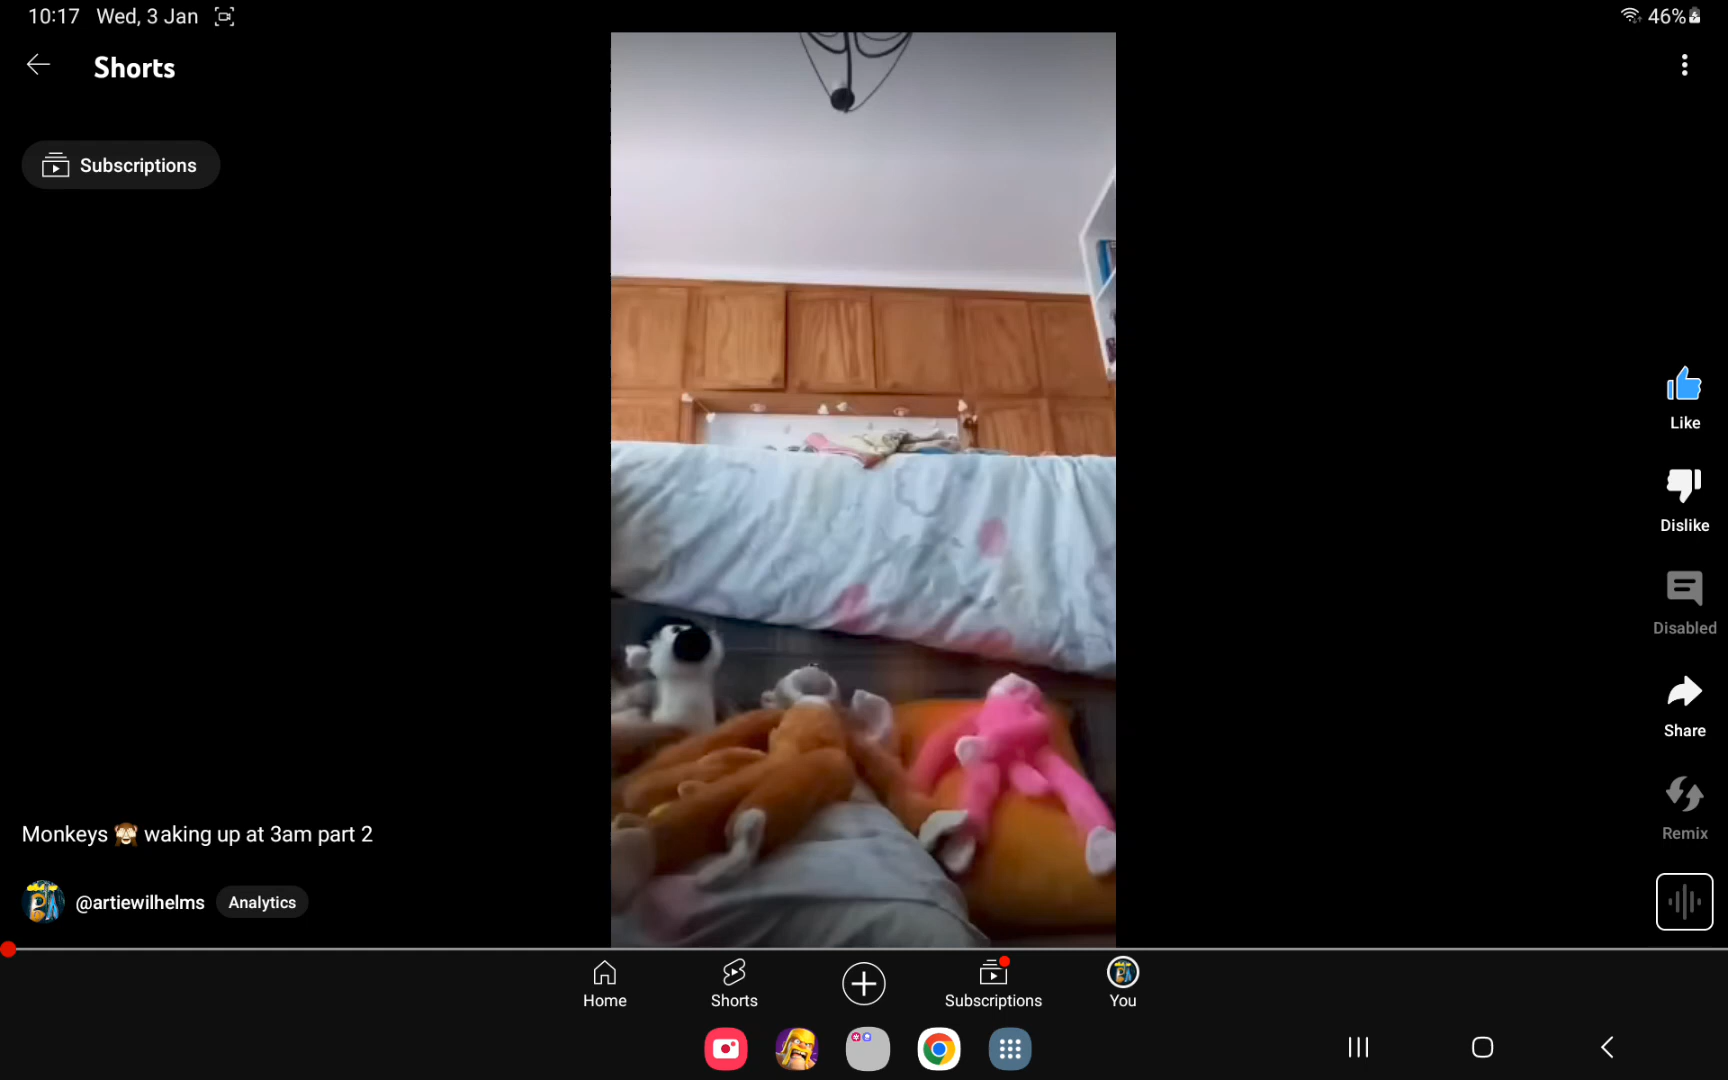 10:17 Wed, 3 Jan
46%
Shorts
Subscriptions
Like
Dislike
Disabled
Share
Remix
Monkeys 🙈 waking up at 3am part 2
@artiewilhelms Analytics
Home Shorts Subscriptions You